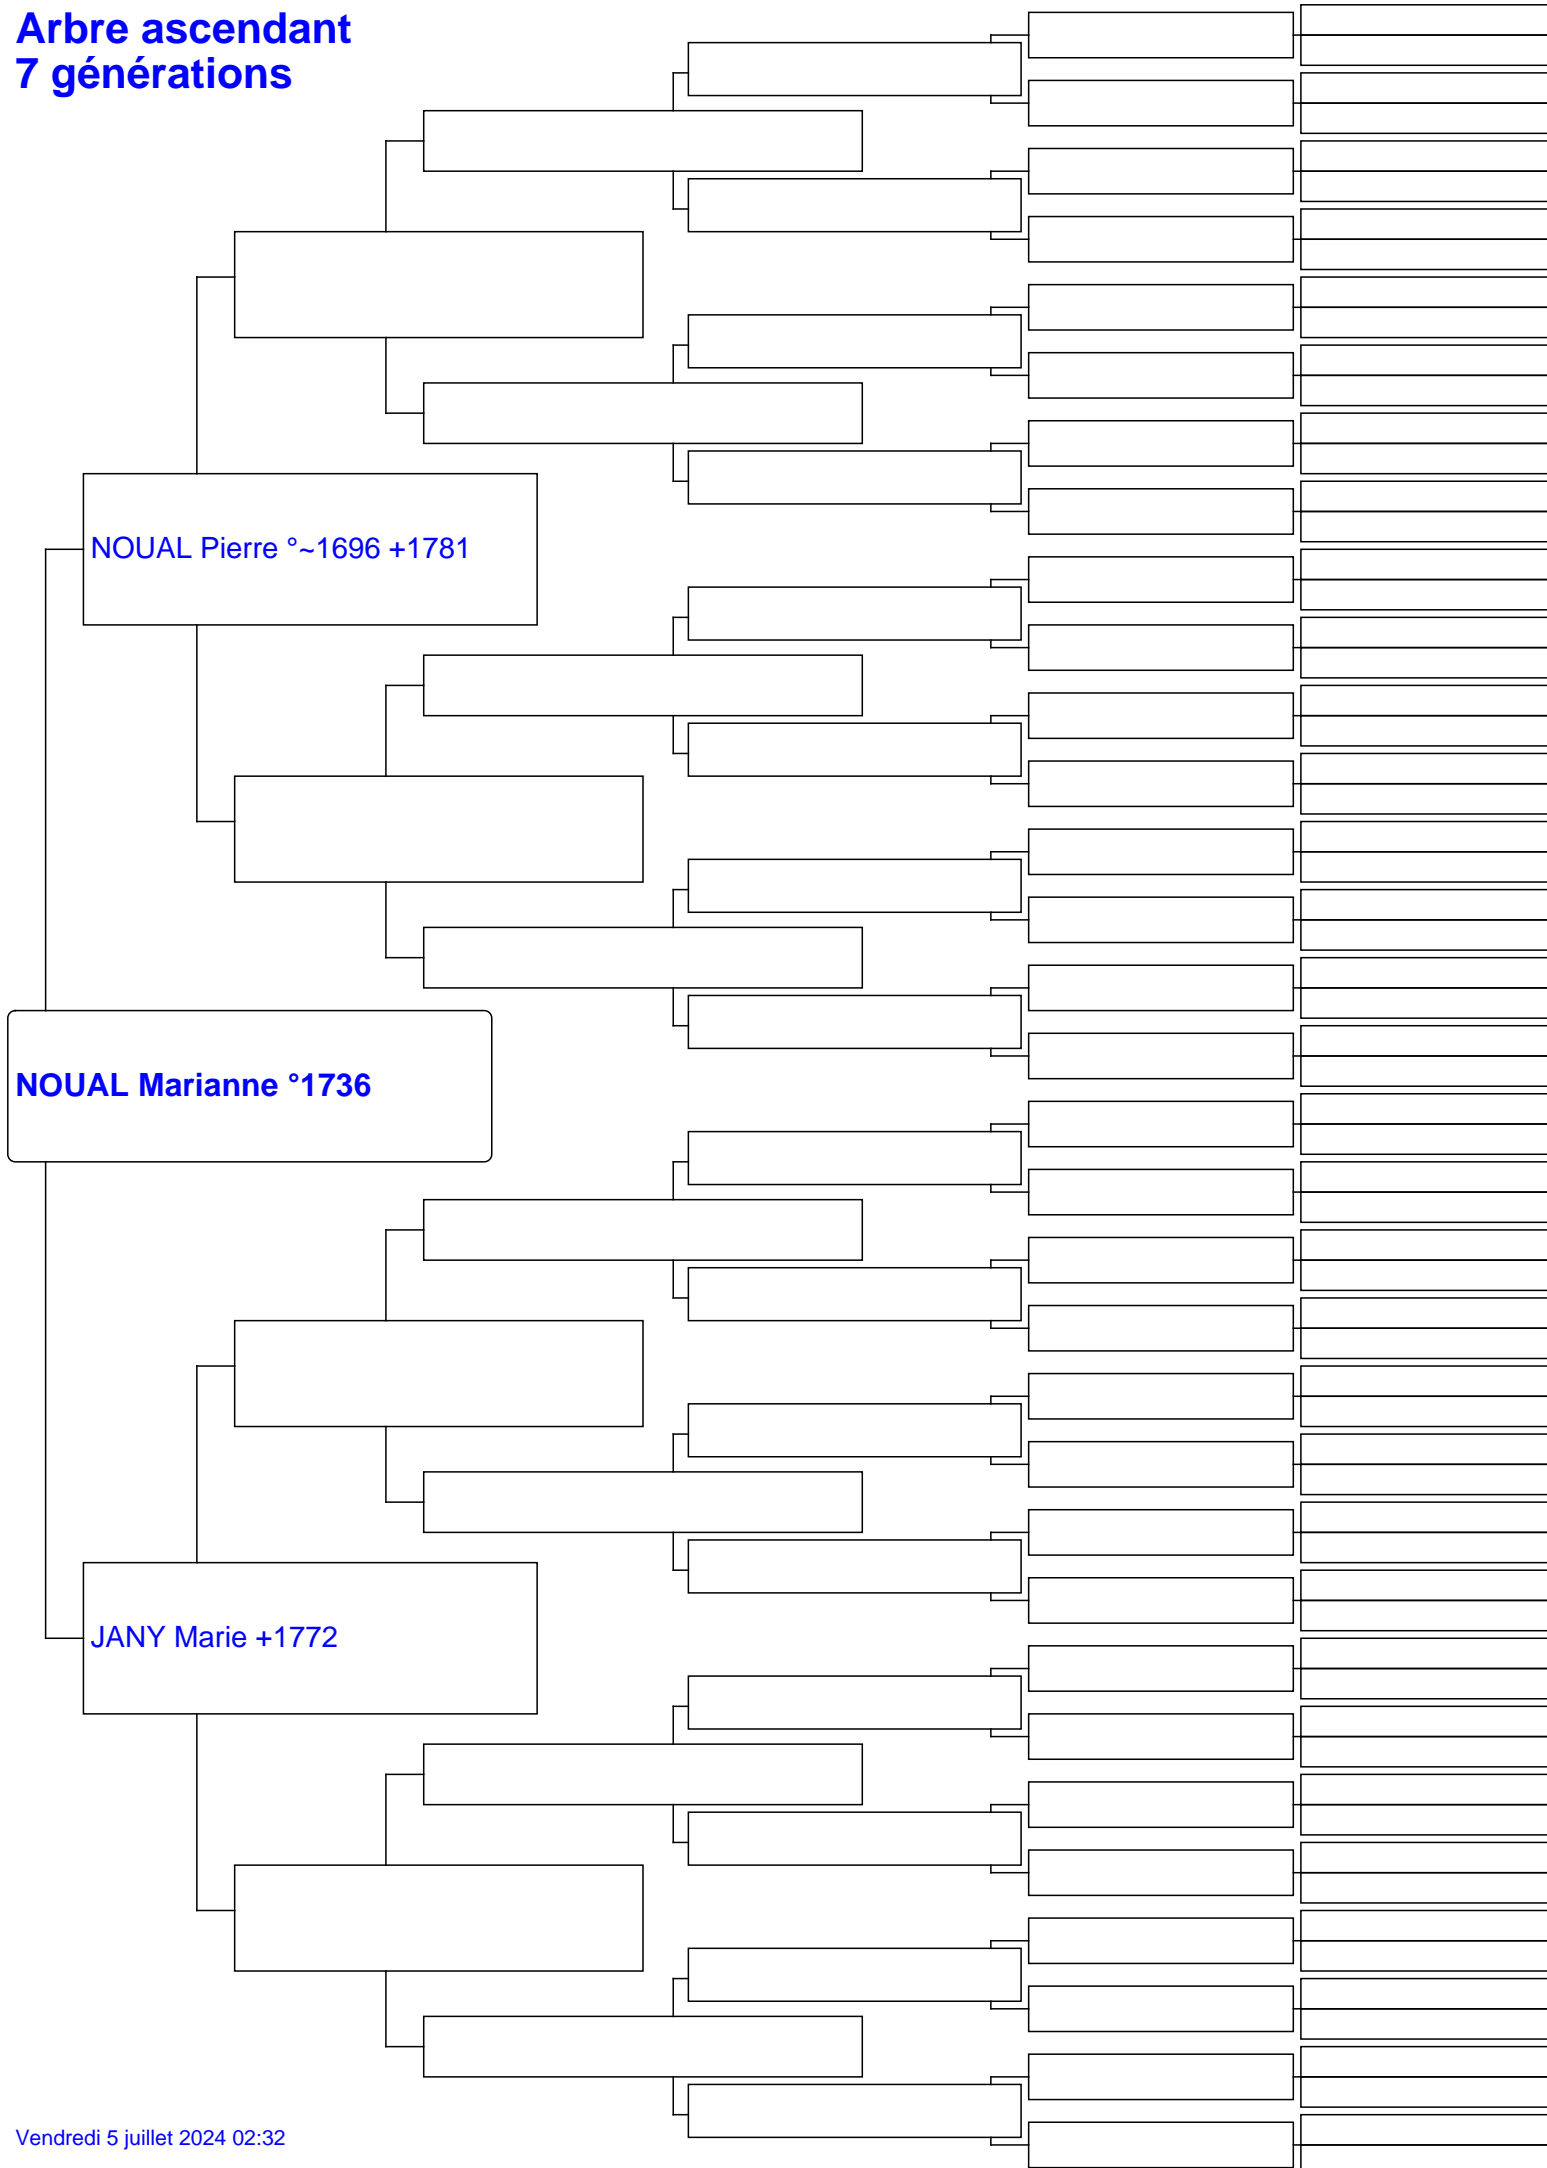 Arbre ascendant
7 générations
NOUAL Pierre °~1696 +1781
NOUAL Marianne °1736
JANY Marie +1772
Vendredi 5 juillet 2024 02:32